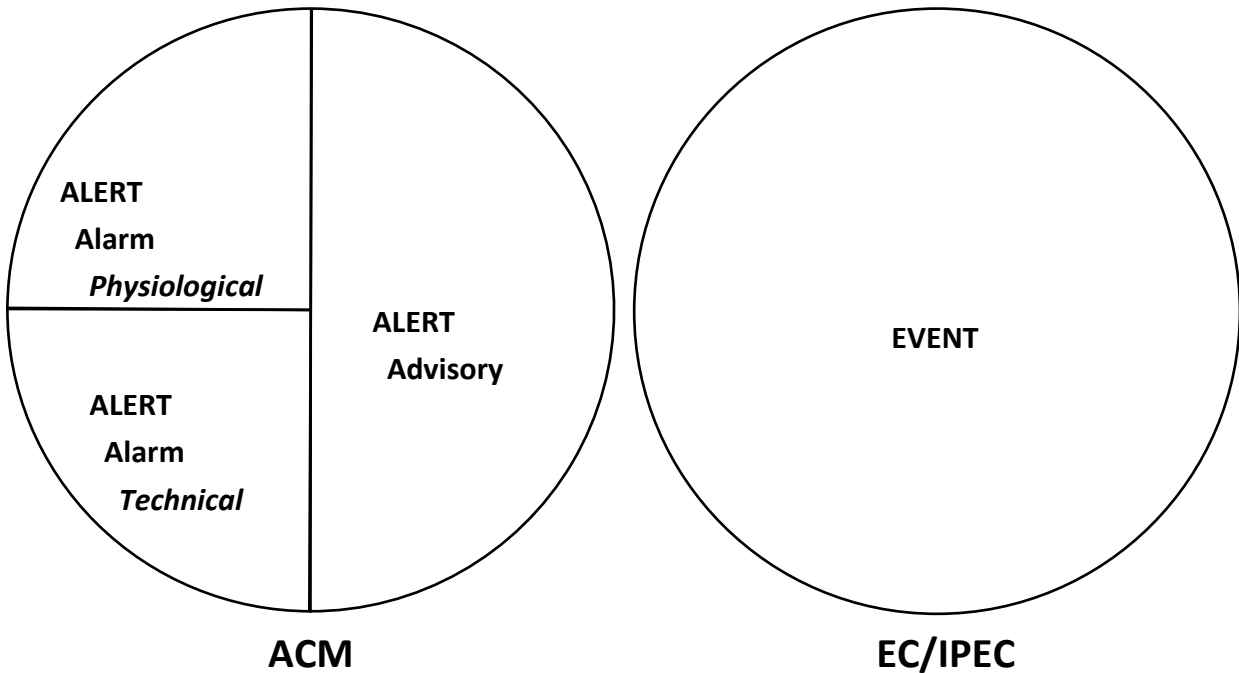 ALERT
Alarm
Physiological
ALERT
Alarm
Technical
ALERT
Advisory
ACM
EVENT
EC/IPEC